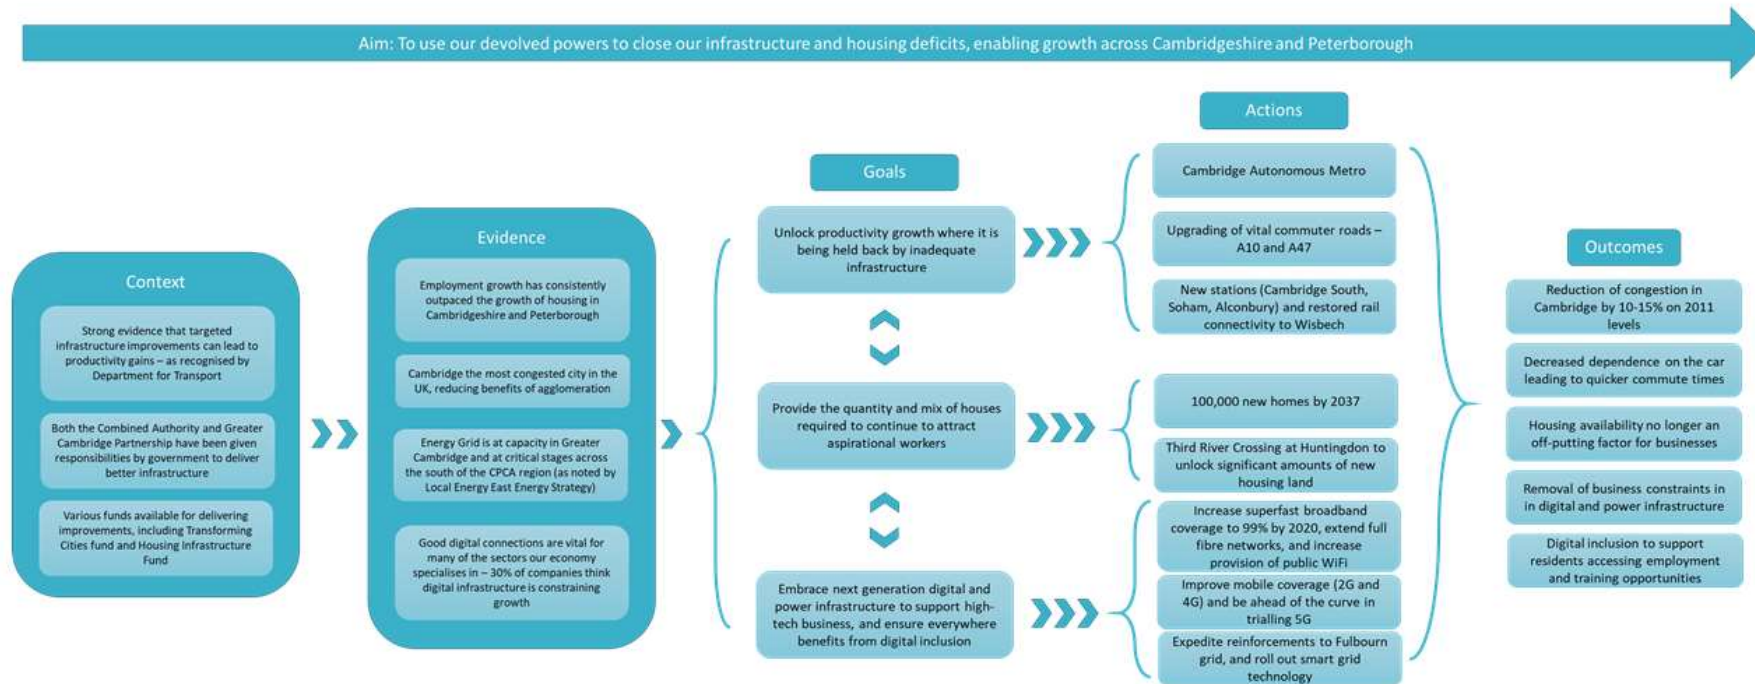 Aim: To use our devolved powers to close our infrastructure and housing deficits, enabling growth across Cambridgeshire and Peterborough
Context
Strong evidence that targeted
infrastructure improvements can lead to
productivity gains – as recognised by
Department for Transport
Both the Combined Authority and Greater
Cambridge Partnership have been given
responsibilities by government to deliver
better infrastructure
Various funds available for delivering
improvements, including Transforming
Cities fund and Housing Infrastructure
Fund
Evidence
Employment growth has consistently
outpaced the growth of housing in
Cambridgeshire and Peterborough
Cambridge the most congested city in the
UK, reducing benefits of agglomeration
Energy Grid is at capacity in Greater
Cambridge and at critical stages across
the south of the CPCA region (as noted by
Local Energy East Energy Strategy)
Good digital connections are vital for
many of the sectors our economy
specialises in – 30% of companies think
digital infrastructure is constraining
growth
Goals
Unlock productivity growth where it is
being held back by inadequate
infrastructure
Provide the quantity and mix of houses
required to continue to attract
aspirational workers
Embrace next generation digital and
power infrastructure to support high-
tech business, and ensure everywhere
benefits from digital inclusion
Actions
Cambridge Autonomous Metro
Upgrading of vital commuter roads –
A10 and A47
New stations (Cambridge South,
Soham, Alconbury) and restored rail
connectivity to Wisbech
100,000 new homes by 2037
Third River Crossing at Huntingdon to
unlock significant amounts of new
housing land
Increase superfast broadband
coverage to 99% by 2020, extend full
fibre networks, and increase
provision of public WiFi
Improve mobile coverage (2G and
4G) and be ahead of the curve in
trialling 5G
Expedite reinforcements to Fulbourn
grid, and roll out smart grid
technology
Outcomes
Reduction of congestion in
Cambridge by 10-15% on 2011
levels
Decreased dependence on the car
leading to quicker commute times
Housing availability no longer an
off-putting factor for businesses
Removal of business constraints in
digital and power infrastructure
Digital inclusion to support
residents accessing employment
and training opportunities